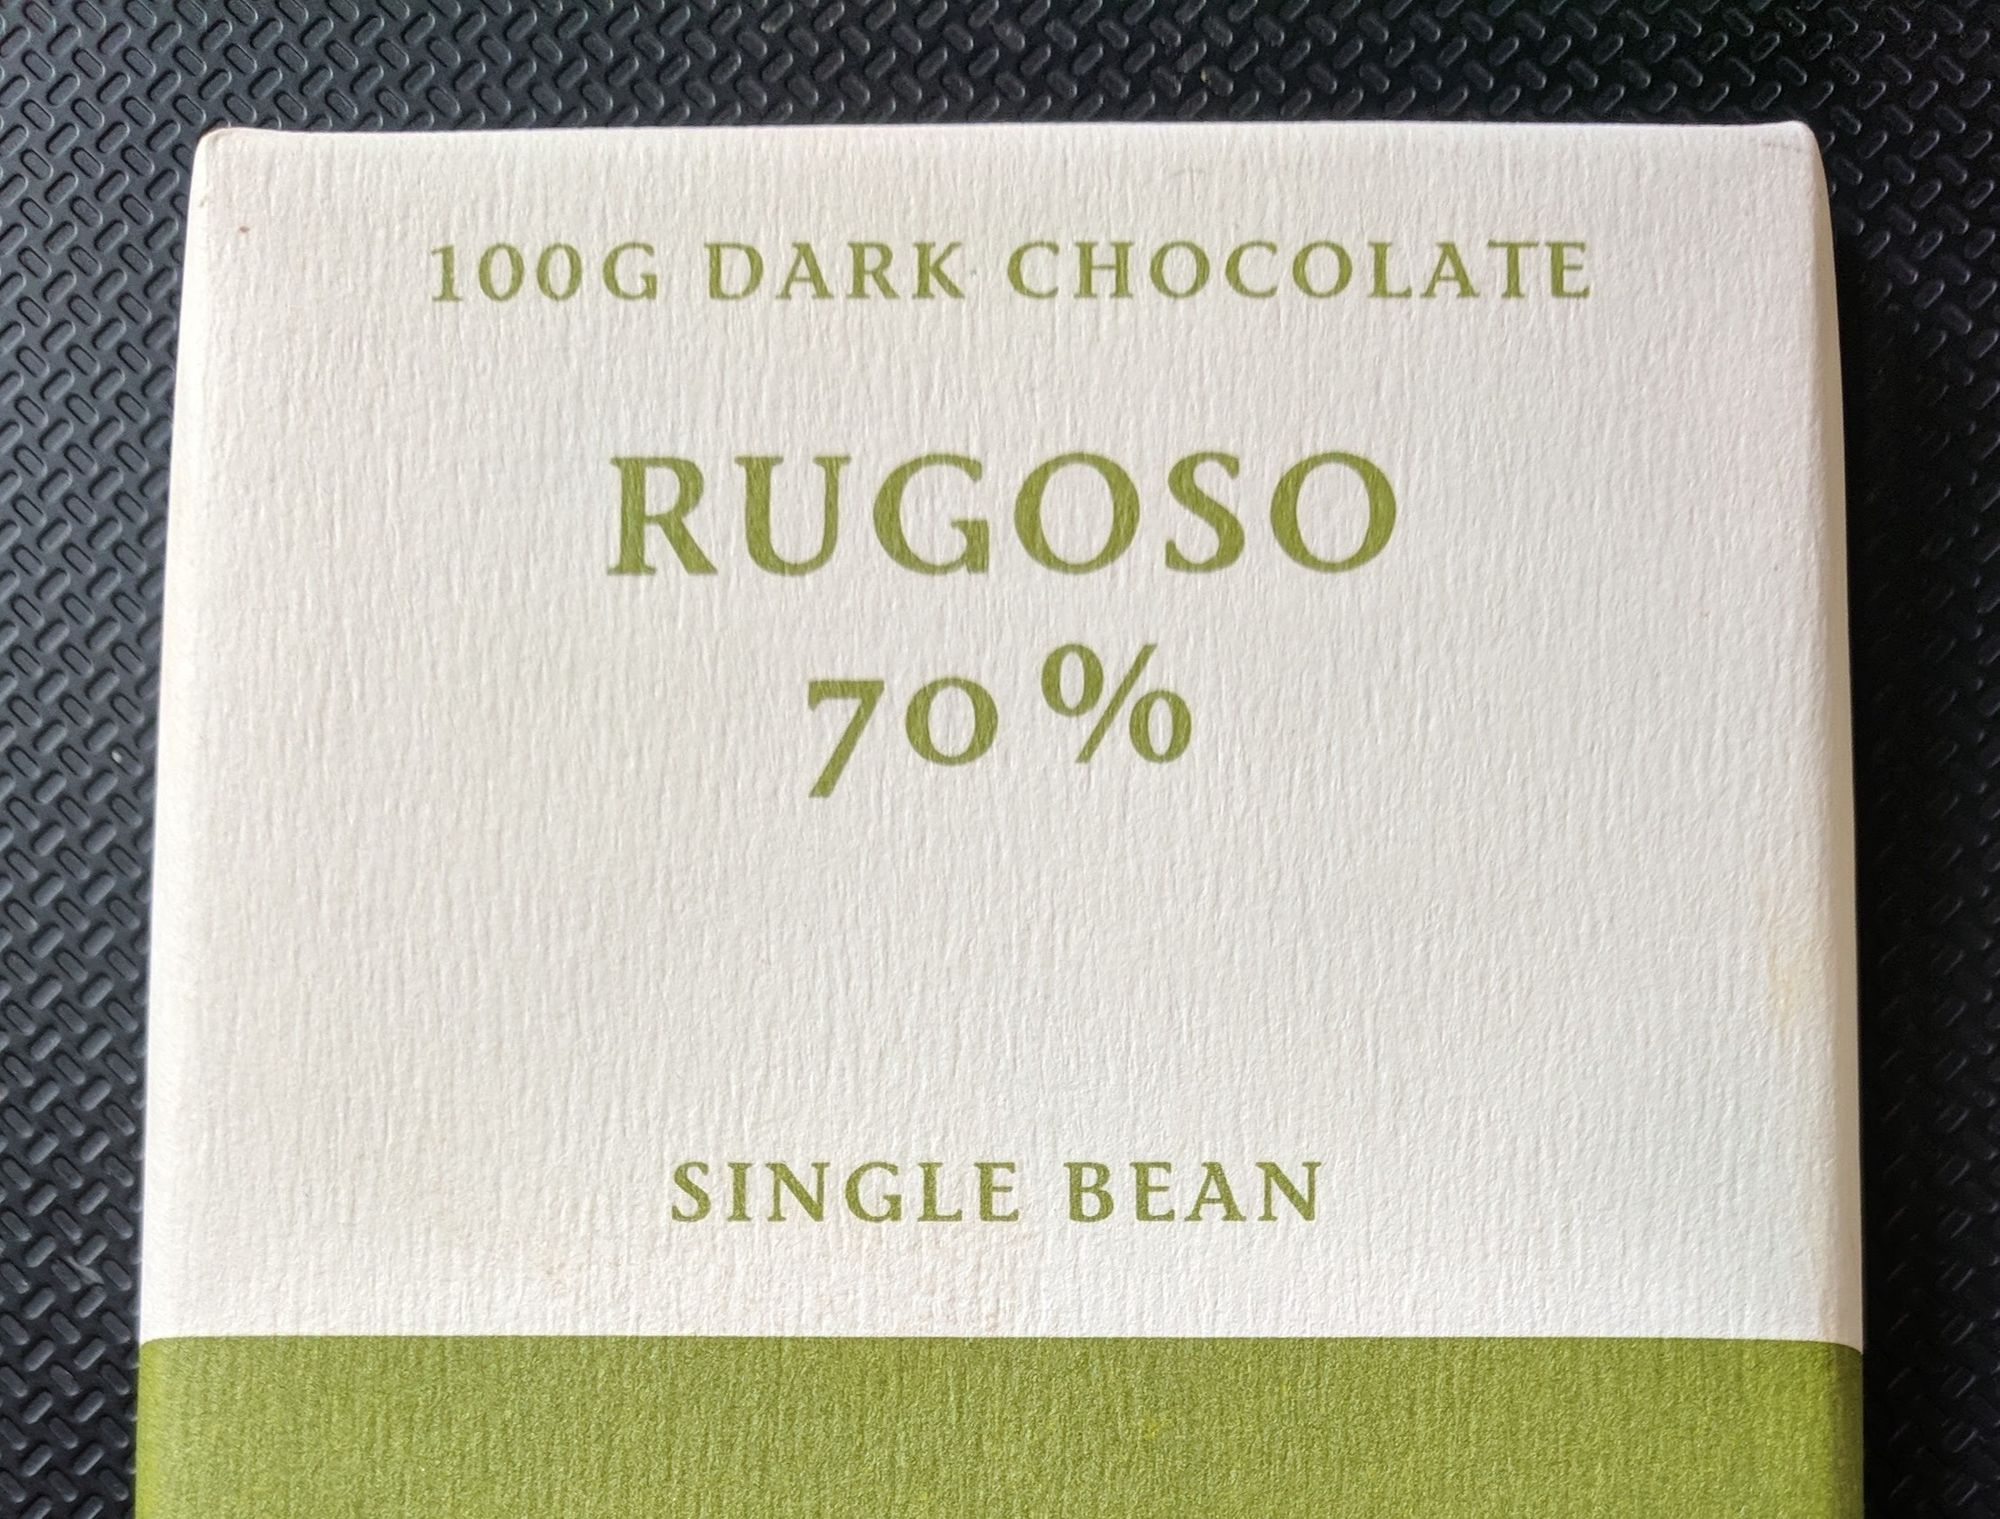 100G DARK CHOCOLATE
RUGOSO
70%
SINGLE BEAN